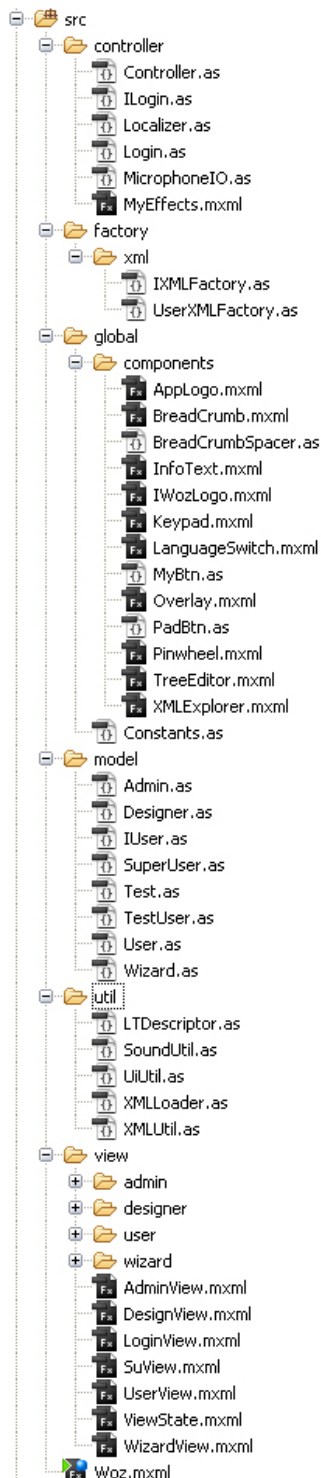 src
controller
Controller.as
ILogin.as
Localizer.as
Login.as
MicrophoneIO.as
MyEffects.mxml
factory
xml
IXMLFactory.as
UserXMLFactory.as
global
components
AppLogo.mxml
BreadCrumb.mxml
BreadCrumbSpacer.as
InfoText.mxml
IWozLogo.mxml
Keypad.mxml
LanguageSwitch.mxml
MyBtn.as
Overlay.mxml
PadBtn.as
Pinwheel.mxml
TreeEditor.mxml
XMLExplorer.mxml
Constants.as
model
Admin.as
Designer.as
IUser.as
SuperUser.as
Test.as
TestUser.as
User.as
Wizard.as
util
LTDescriptor.as
SoundUtil.as
UiUtil.as
XMLLoader.as
XMLUtil.as
view
admin
designer
user
wizard
AdminView.mxml
DesignView.mxml
LoginView.mxml
SuView.mxml
UserView.mxml
ViewState.mxml
WizardView.mxml
Woz.mxml